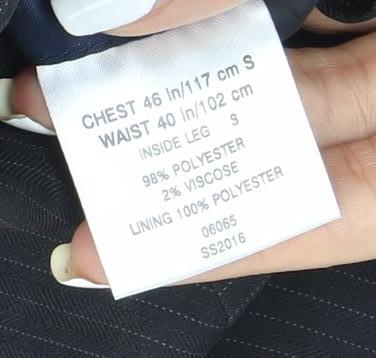 CHEST 46 In/117 cm S
WAIST 40 In/102 cm
INSIDE LEG S
98% POLYESTER
2% VISCOSE
LINING 100% POLYESTER
06065
SS2016